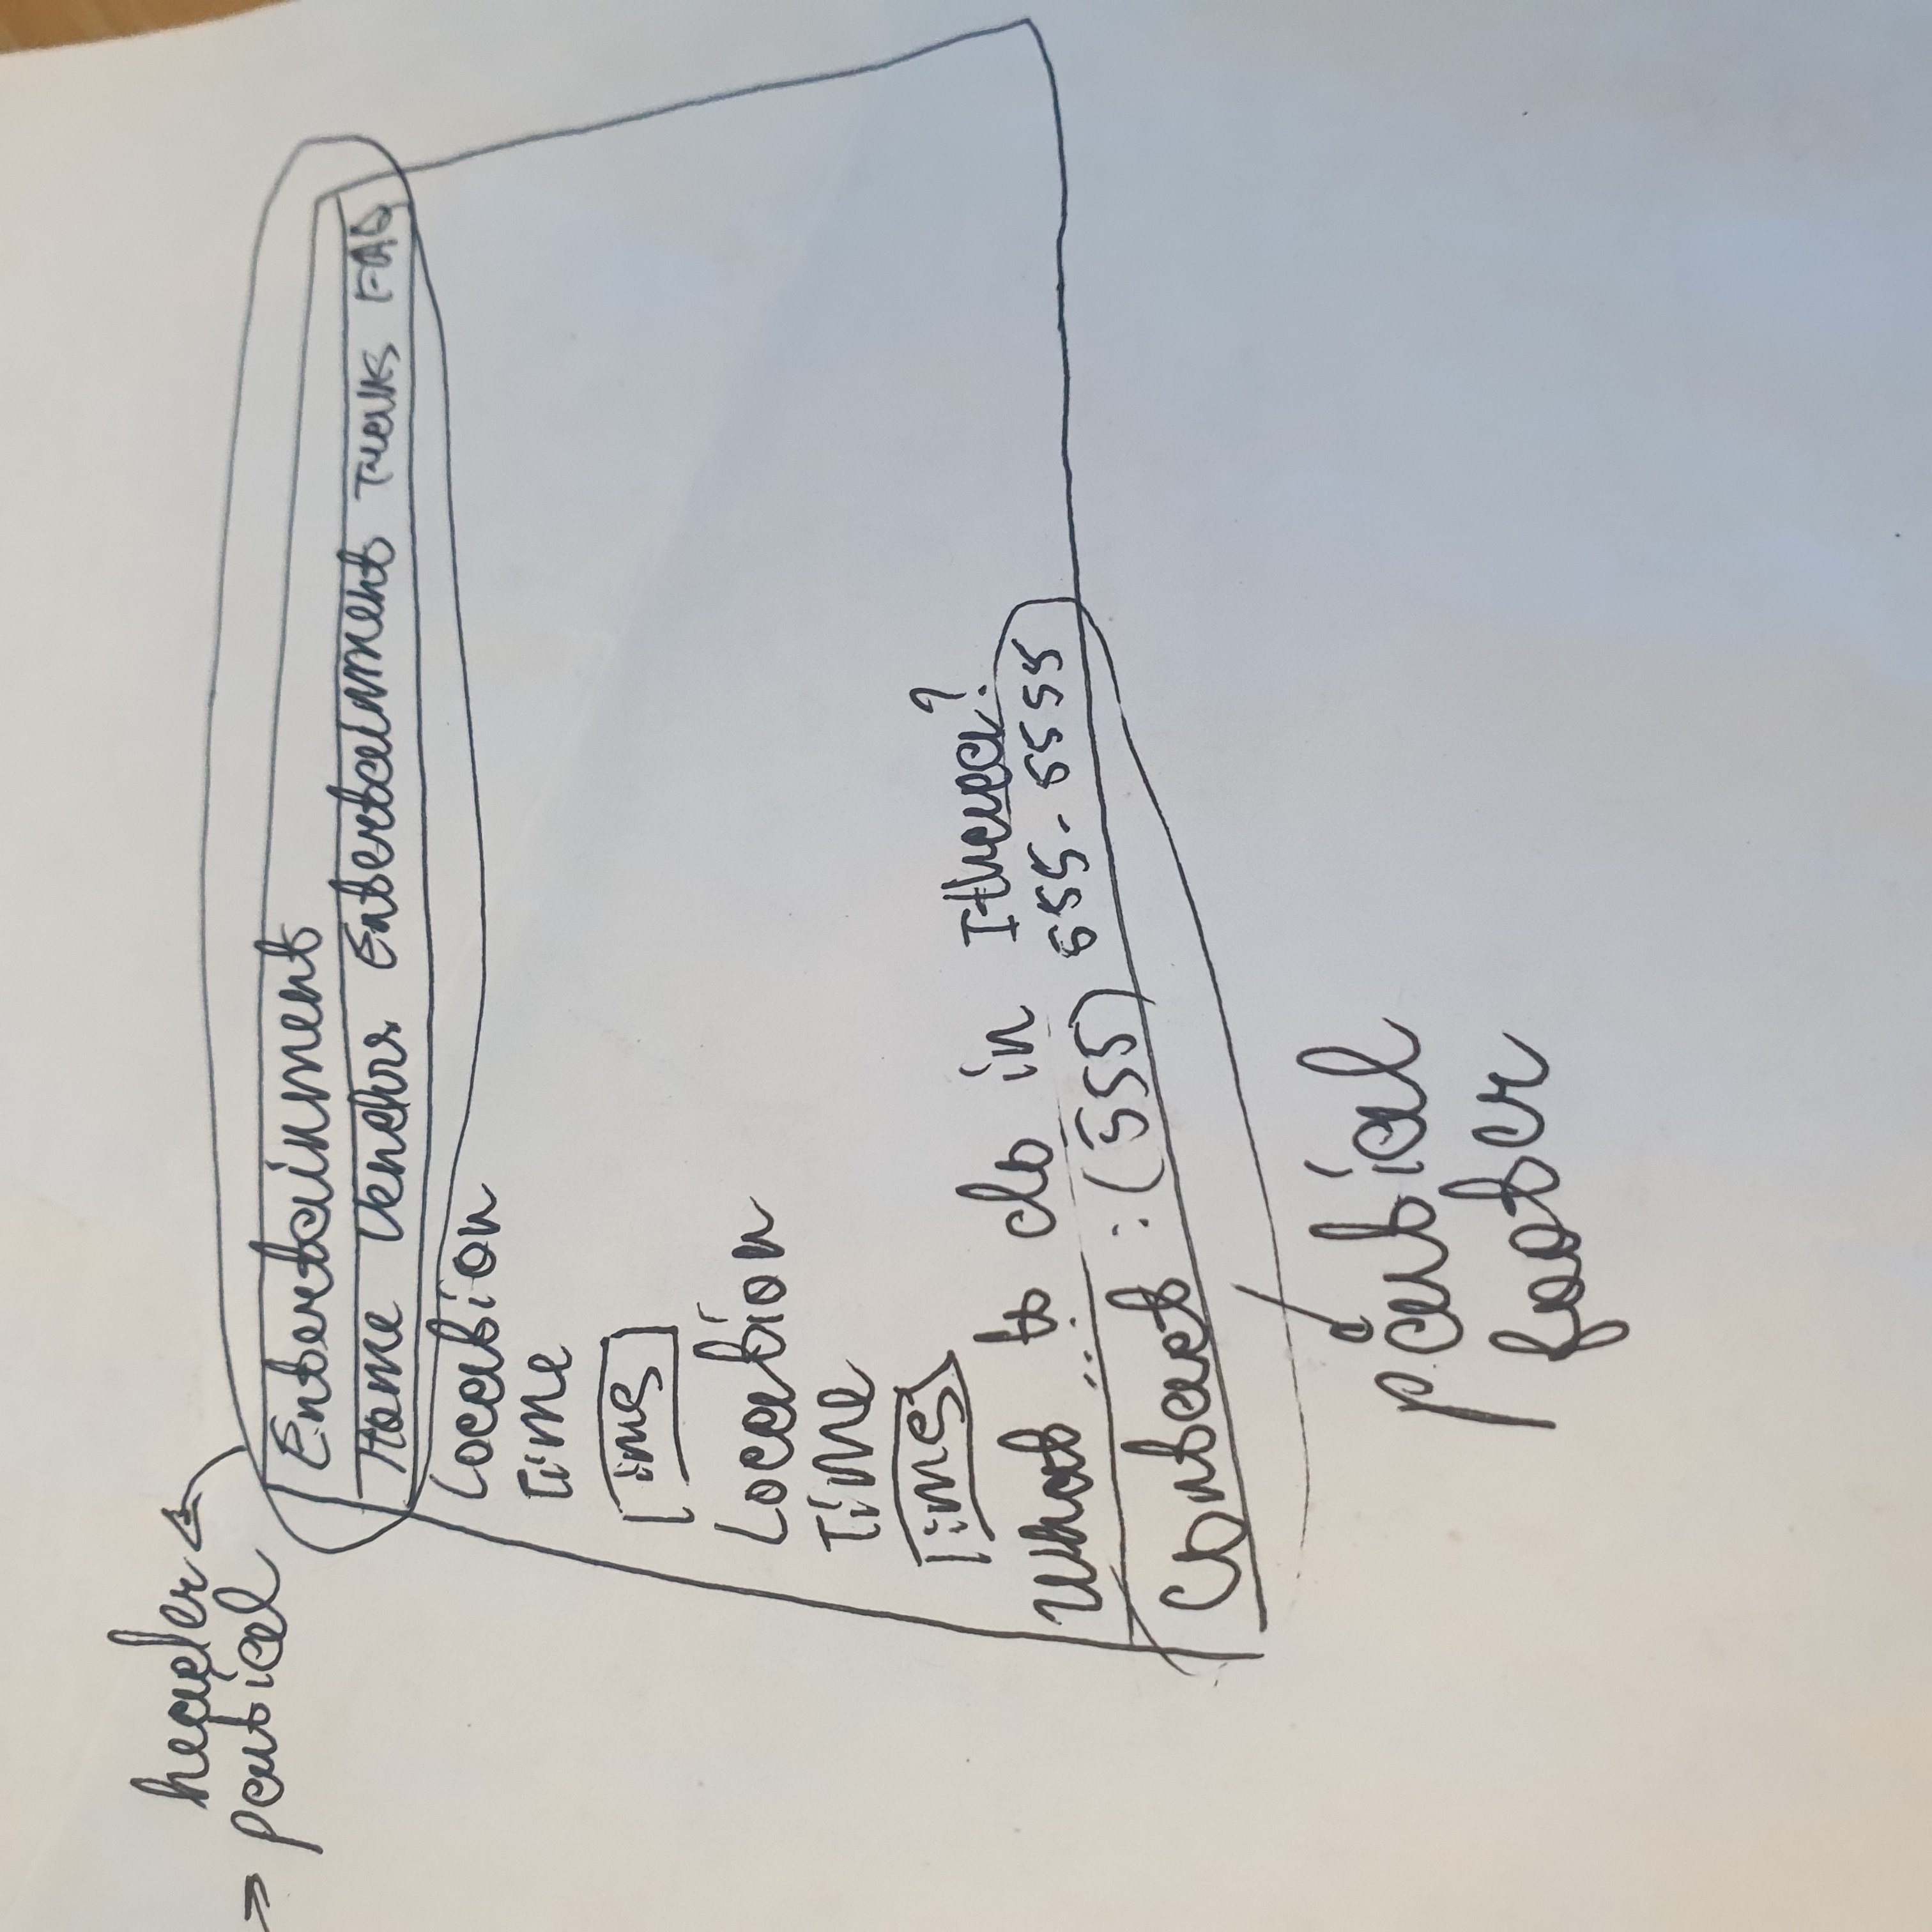 header
partial
Entertainment
Home Vendors Entertainment FAQ
Location
Time
img
Location
Time
img
What to do in Ithaca?
...
Contact : (555) 555-5555
partial
footer